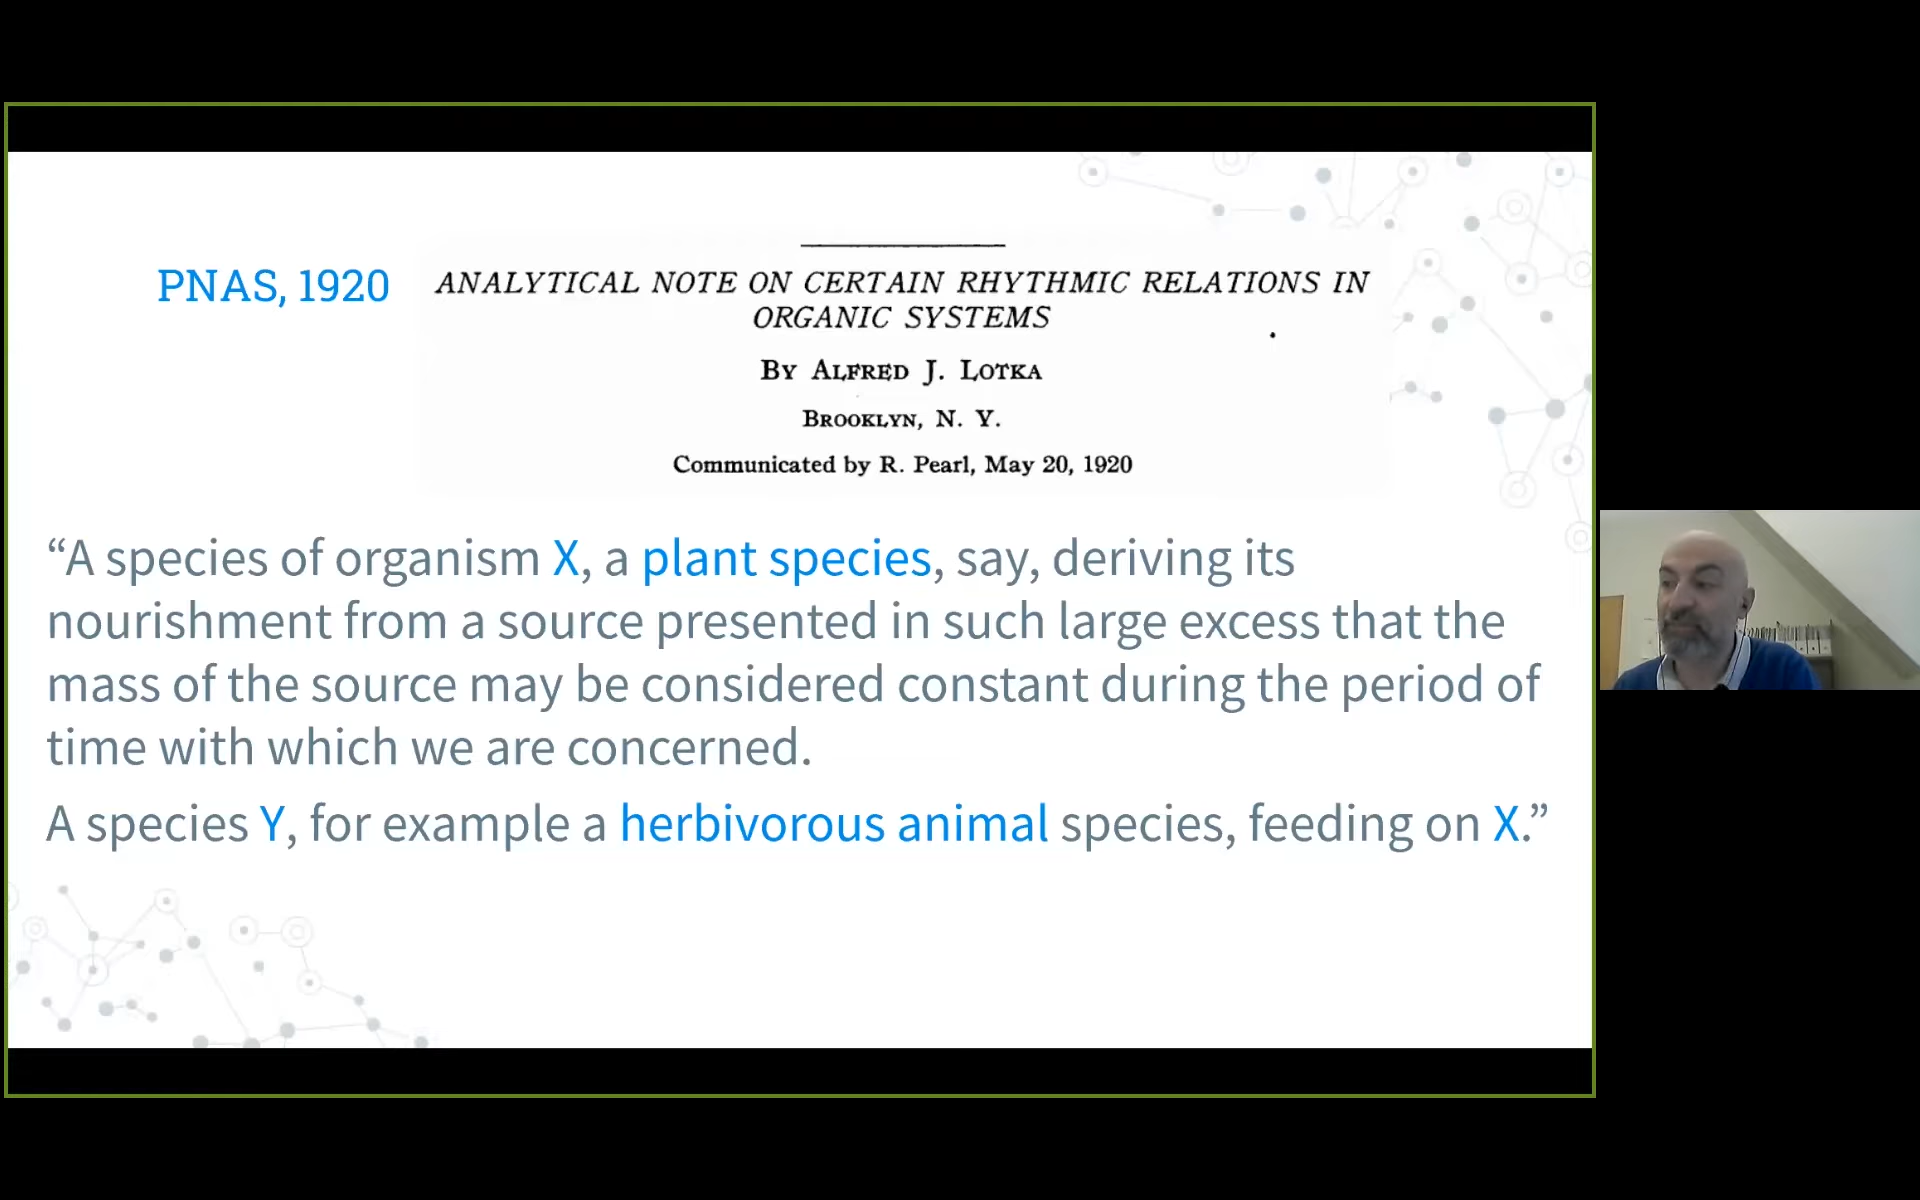 PNAS, 1920
ANALYTICAL NOTE ON CERTAIN RHYTHMIC RELATIONS IN
ORGANIC SYSTEMS
By Alfred J. Lotka
Brooklyn, N. Y.
Communicated by R. Pearl, May 20, 1920
“A species of organism X, a plant species, say, deriving its
nourishment from a source presented in such large excess that the
mass of the source may be considered constant during the period of
time with which we are concerned.
A species Y, for example a herbivorous animal species, feeding on X.”